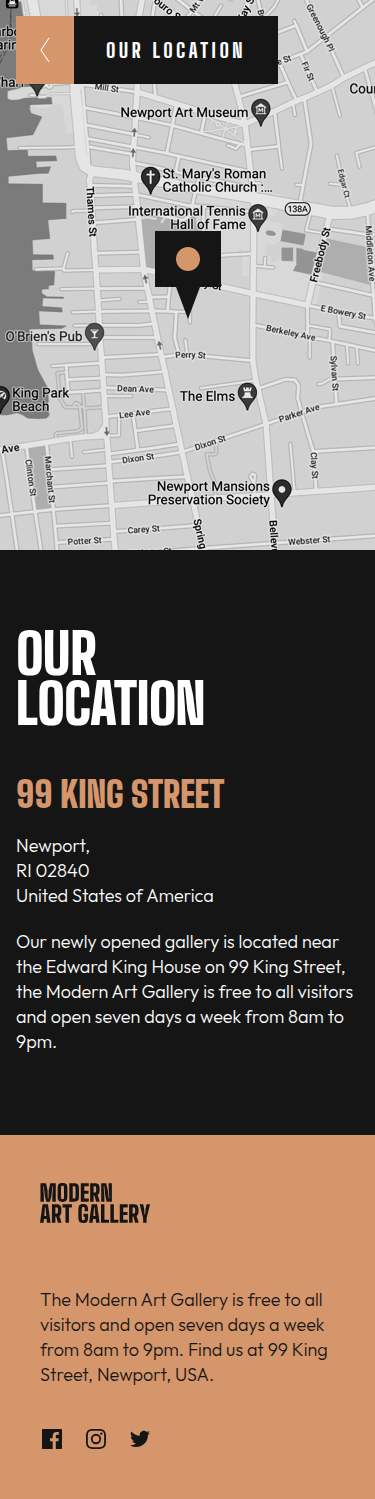 OUR LOCATION
Mill St
Newport Art Museum
Fir St
Greenough Pl
St. Mary's Roman
Catholic Church :...
Edgar Ct
International Tennis
Hall of Fame
138A
Thames St
Freebody St
Middleton Ave
E Bowery St
Berkeley Ave
O'Brien's Pub
Perry St
Sylvan St
Dean Ave
The Elms
King Park
Beach
Lee Ave
Parker Ave
Dixon St
Ave
Dixon St
Clay St
Clinton St
Marchant St
Newport Mansions
Preservation Society
Carey St
Spring
Potter St
Webster St
OUR
LOCATION
99 KING STREET
Newport,
RI 02840
United States of America
Our newly opened gallery is located near
the Edward King House on 99 King Street,
the Modern Art Gallery is free to all visitors
and open seven days a week from 8am to
9pm.
MODERN
ART GALLERY
The Modern Art Gallery is free to all
visitors and open seven days a week
from 8am to 9pm. Find us at 99 King
Street, Newport, USA.